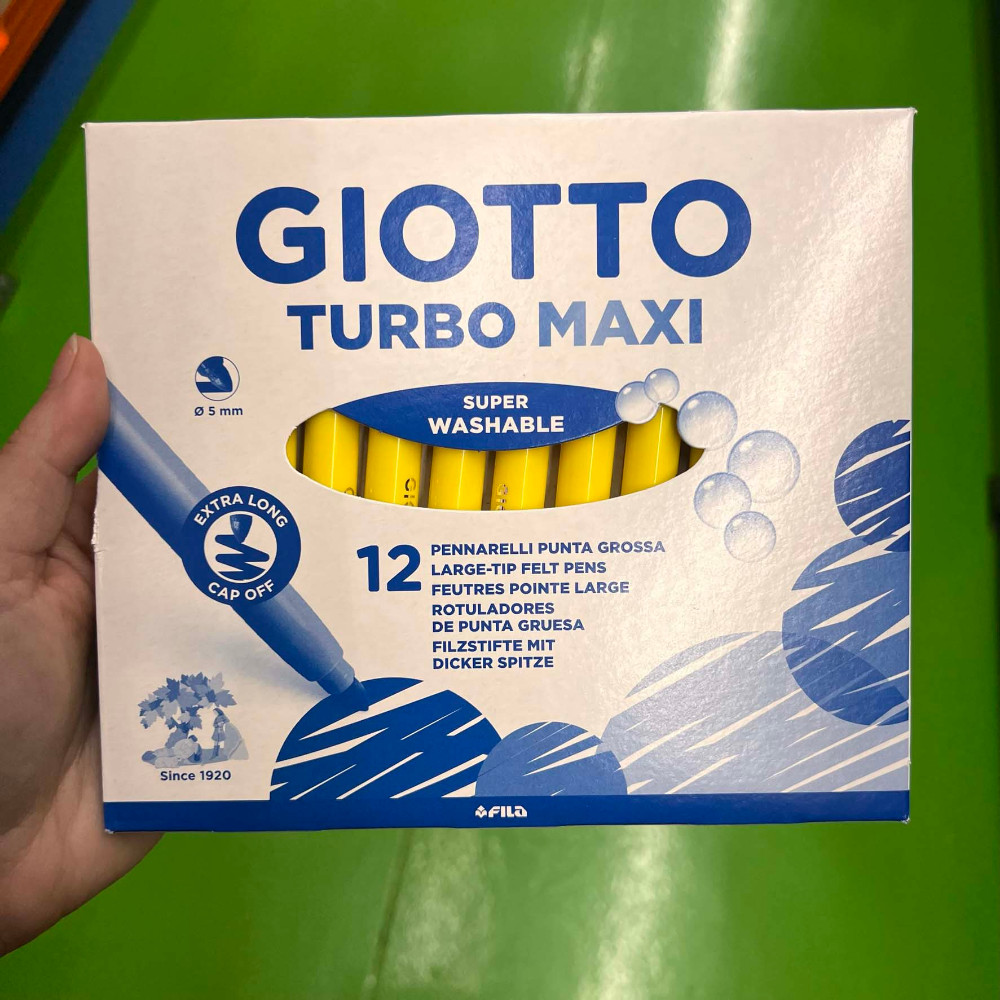 GIOTTO
TURBO MAXI
Ø 5 mm
SUPER
WASHABLE
EXTRA LONG
CAP OFF
12
PENNARELLI PUNTA GROSSA
LARGE-TIP FELT PENS
FEUTRES POINTE LARGE
ROTULADORES
DE PUNTA GRUESA
FILZSTIFTE MIT
DICKER SPITZE
Since 1920
FILA